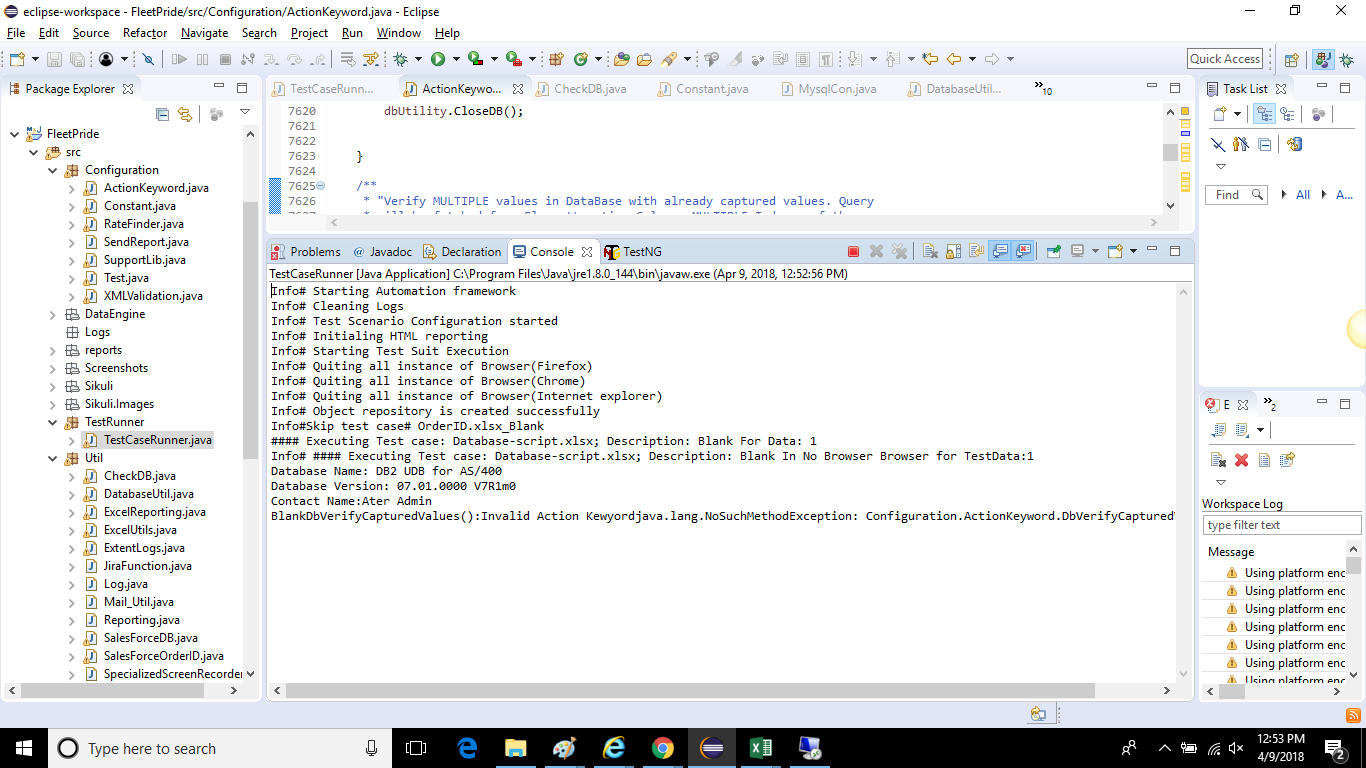 eclipse-workspace - FleetPride/src/Configuration/ActionKeyword.java - Eclipse
File Edit Source Refactor Navigate Search Project Run Window Help
Quick Access
Package Explorer
FleetPride
src
Configuration
ActionKeyword.java
Constant.java
RateFinder.java
SendReport.java
SupportLib.java
Test.java
XMLValidation.java
DataEngine
Logs
reports
Screenshots
Sikuli
Sikuli.Images
TestRunner
TestCaseRunner.java
Util
CheckDB.java
DatabaseUtil.java
ExcelReporting.java
ExcelUtils.java
ExtentLogs.java
JiraFunction.java
Log.java
Mail_Util.java
Reporting.java
SalesForceDB.java
SalesForceOrderID.java
SpecializedScreenRecorder
TestCaseRunn... ActionKeywo... CheckDB.java Constant.java MysqlCon.java DatabaseUtil... 10
7620 dbUtility.CloseDB();
7621
7622
7623 }
7624
7625 /**
7626 * "Verify MULTIPLE values in DataBase with already captured values. Query
Problems @ Javadoc Declaration Console TestNG
TestCaseRunner [Java Application] C:\Program Files\Java\jre1.8.0_144\bin\javaw.exe (Apr 9, 2018, 12:52:56 PM)
Info# Starting Automation framework
Info# Cleaning Logs
Info# Test Scenario Configuration started
Info# Initialing HTML reporting
Info# Starting Test Suit Execution
Info# Quiting all instance of Browser(Firefox)
Info# Quiting all instance of Browser(Chrome)
Info# Quiting all instance of Browser(Internet explorer)
Info# Object repository is created successfully
Info#Skip test case# OrderID.xlsx_Blank
#### Executing Test case: Database-script.xlsx; Description: Blank For Data: 1
Info# #### Executing Test case: Database-script.xlsx; Description: Blank In No Browser Browser for TestData:1
Database Name: DB2 UDB for AS/400
Database Version: 07.01.0000 V7R1m0
Contact Name:Ater Admin
BlankDbVerifyCapturedValues():Invalid Action Kewyordjava.lang.NoSuchMethodException: Configuration.ActionKeyword.DbVerifyCaptured
Task List
Find All A...
E 2
Workspace Log
type filter text
Message
Using platform enc
Using platform enc
Using platform enc
Using platform enc
Using platform enc
Using platform enc
Using platform enc
Type here to search
12:53 PM
4/9/2018
2